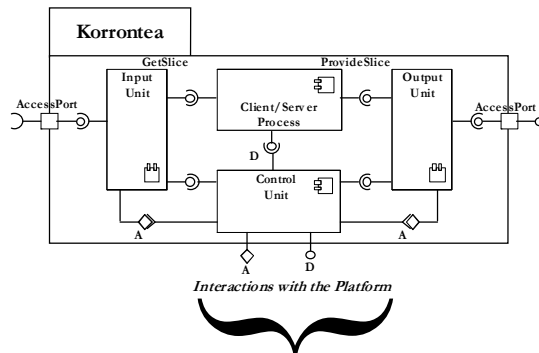 Korrontea
GetSlice
ProvideSlice
AccessPort
Input
Unit
Client/Server
Process
Output
Unit
AccessPort
D
Control
Unit
A
A
A
D
Interactions with the Platform